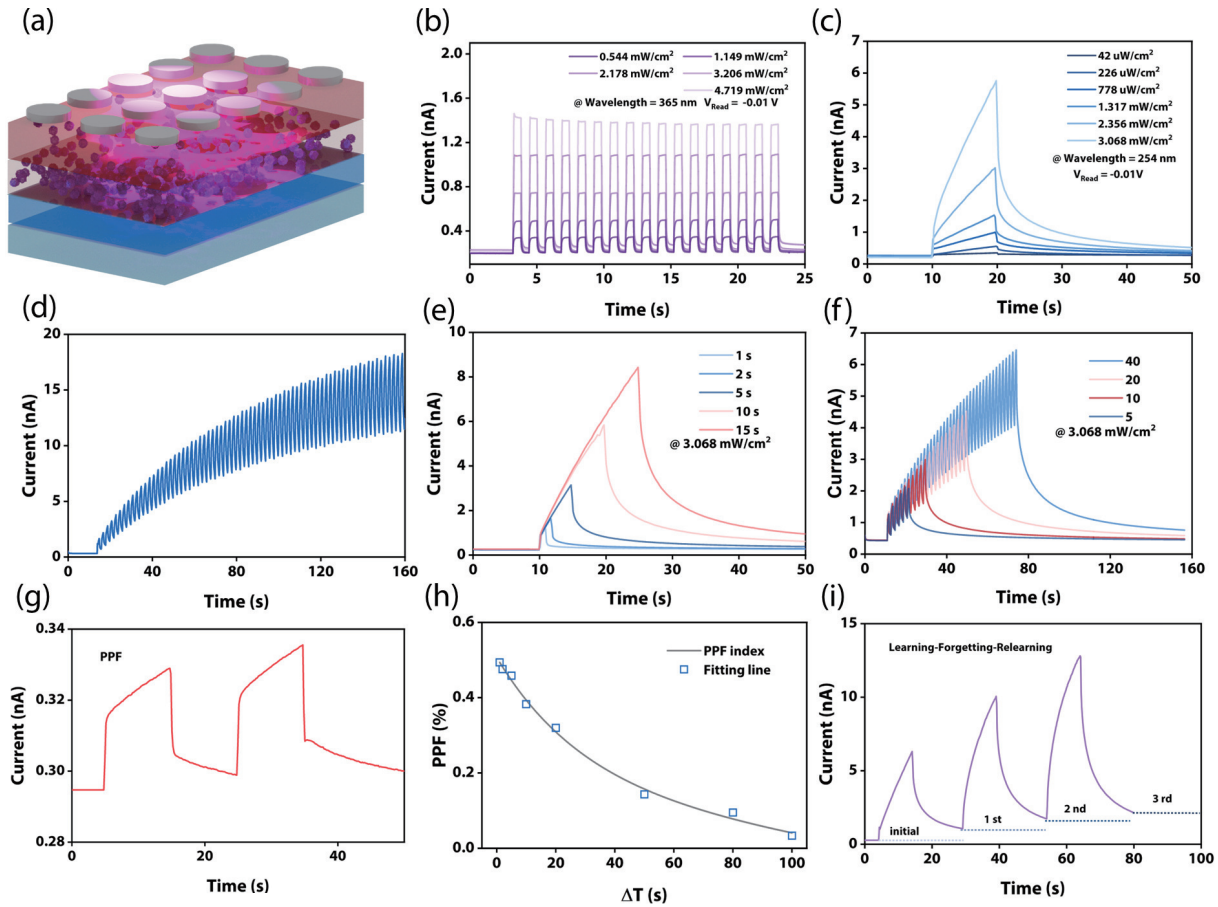 (a)
(b)
Current (nA)
2.1
1.8
1.4
1.0
0.6
0.2
0.544 mW/cm²
1.149 mW/cm²
2.178 mW/cm²
3.206 mW/cm²
4.719 mW/cm²
@ Wavelength = 365 nm V_Read = -0.01 V
0 5 10 15 20 25
Time (s)
(c)
Current (nA)
7
6
5
4
3
2
1
0
42 uW/cm²
226 uW/cm²
778 uW/cm²
1.317 mW/cm²
2.356 mW/cm²
3.068 mW/cm²
@ Wavelength = 254 nm
V_Read = -0.01V
0 10 20 30 40 50
Time (s)
(d)
Current (nA)
20
15
10
5
0
0 40 80 120 160
Time (s)
(e)
Current (nA)
10
8
6
4
2
0
1 s
2 s
5 s
10 s
15 s
@ 3.068 mW/cm²
0 10 20 30 40 50
Time (s)
(f)
Current (nA)
7
6
5
4
3
2
1
0
40
20
10
5
@ 3.068 mW/cm²
0 40 80 120 160
Time (s)
(g)
Current (nA)
0.34
0.32
0.30
0.28
PPF
0 20 40
Time (s)
(h)
PPF (%)
0.6
0.4
0.2
0.0
PPF index
Fitting line
0 20 40 60 80 100
ΔT (s)
(i)
Current (nA)
15
10
5
0
Learning-Forgetting-Relearning
initial
1 st
2 nd
3 rd
0 20 40 60 80 100
Time (s)